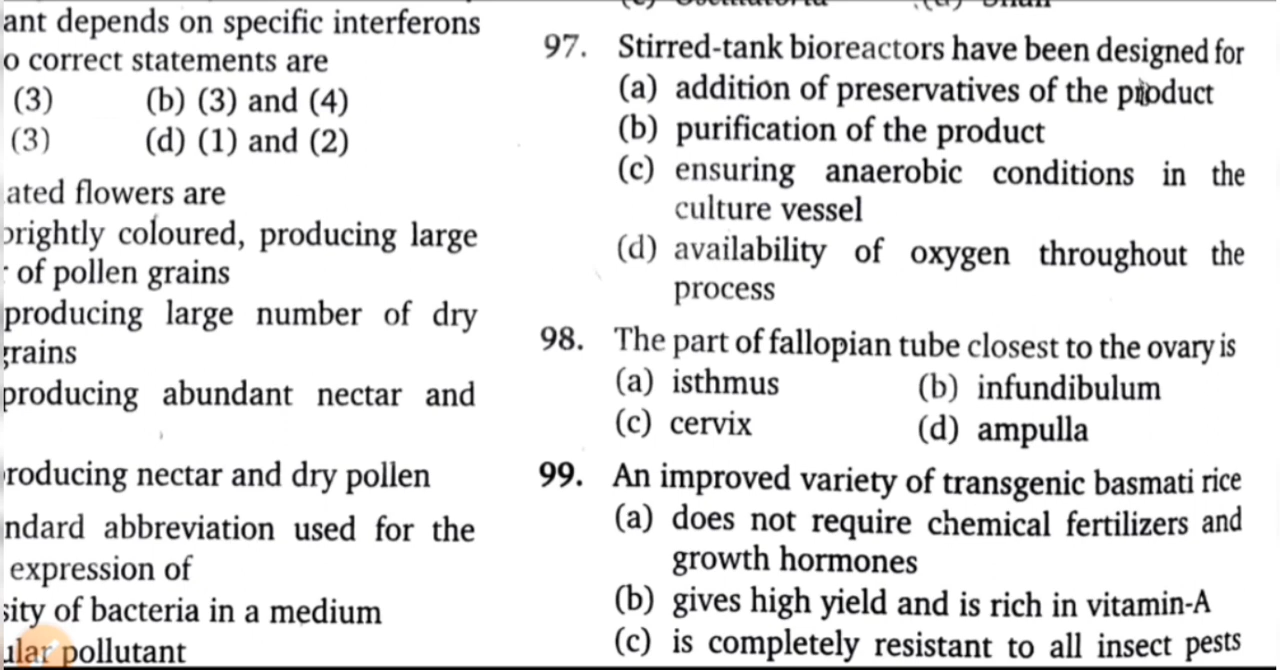 ant depends on specific interferons
o correct statements are
(3) (b) (3) and (4)
(3) (d) (1) and (2)
ated flowers are
brightly coloured, producing large
of pollen grains
producing large number of dry
grains
producing abundant nectar and
roducing nectar and dry pollen
ndard abbreviation used for the
expression of
sity of bacteria in a medium
ular pollutant
97. Stirred-tank bioreactors have been designed for
(a) addition of preservatives of the product
(b) purification of the product
(c) ensuring anaerobic conditions in the
culture vessel
(d) availability of oxygen throughout the
process
98. The part of fallopian tube closest to the ovary is
(a) isthmus (b) infundibulum
(c) cervix (d) ampulla
99. An improved variety of transgenic basmati rice
(a) does not require chemical fertilizers and
growth hormones
(b) gives high yield and is rich in vitamin-A
(c) is completely resistant to all insect pests